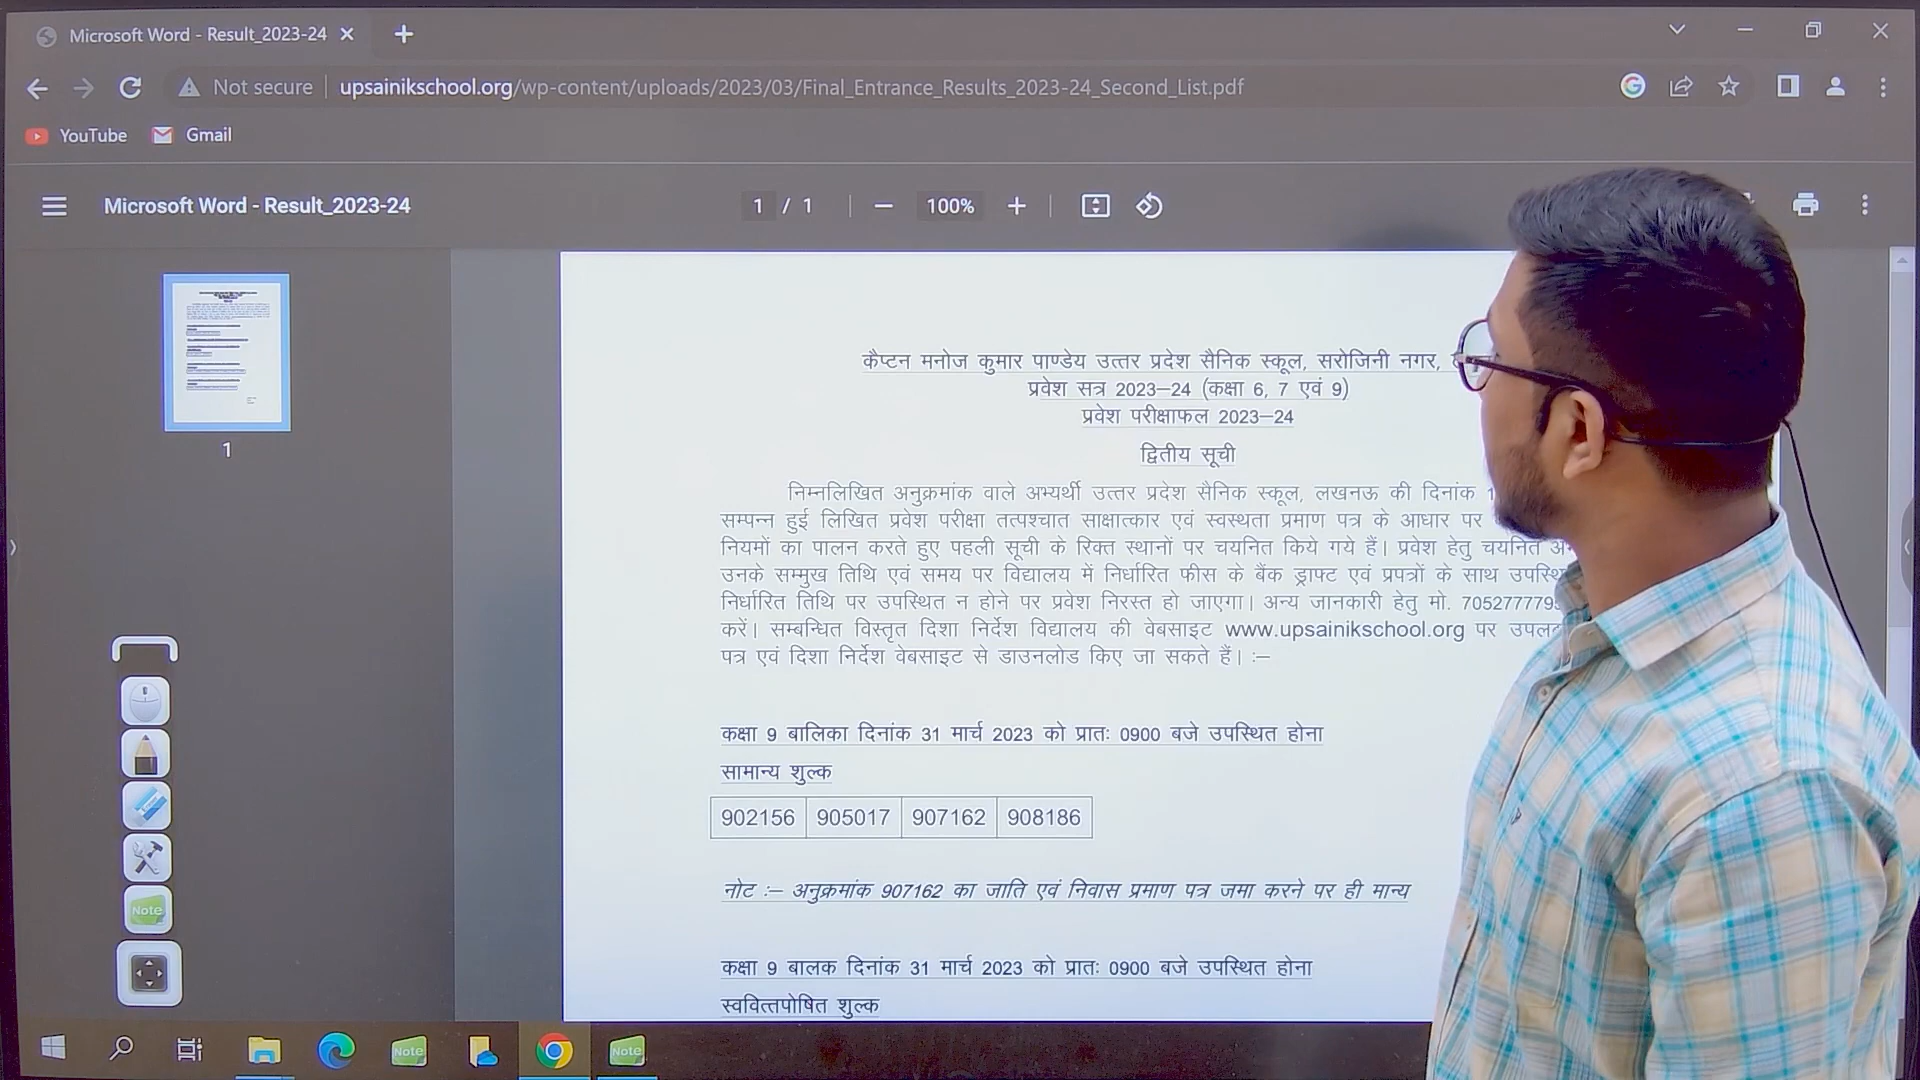 Microsoft Word - Result_2023-24
Not secure upsainikschool.org/wp-content/uploads/2023/03/Final_Entrance_Results_2023-24_Second_List.pdf
YouTube Gmail
Microsoft Word - Result_2023-24 1 / 1 100%
1
कैप्टन मनोज कुमार पाण्डेय उत्तर प्रदेश सैनिक स्कूल, सरोजिनी नगर,
प्रवेश सत्र 2023–24 (कक्षा 6, 7 एवं 9)
प्रवेश परीक्षाफल 2023–24
द्वितीय सूची
निम्नलिखित अनुक्रमांक वाले अभ्यर्थी उत्तर प्रदेश सैनिक स्कूल, लखनऊ की दिनांक
सम्पन्न हुई लिखित प्रवेश परीक्षा तत्पश्चात साक्षात्कार एवं स्वस्थता प्रमाण पत्र के आधार पर
नियमों का पालन करते हुए पहली सूची के रिक्त स्थानों पर चयनित किये गये हैं। प्रवेश हेतु चयनित
उनके सम्मुख तिथि एवं समय पर विद्यालय में निर्धारित फीस के बैंक ड्राफ्ट एवं प्रपत्रों के साथ
निर्धारित तिथि पर उपस्थित न होने पर प्रवेश निरस्त हो जाएगा। अन्य जानकारी हेतु मो.
करें। सम्बन्धित विस्तृत दिशा निर्देश विद्यालय की वेबसाइट www.upsainikschool.org पर
पत्र एवं दिशा निर्देश वेबसाइट से डाउनलोड किए जा सकते हैं। :–
कक्षा 9 बालिका दिनांक 31 मार्च 2023 को प्रातः 0900 बजे उपस्थित होना
सामान्य शुल्क
902156 905017 907162 908186
नोट :– अनुक्रमांक 907162 का जाति एवं निवास प्रमाण पत्र जमा करने पर ही मान्य
कक्षा 9 बालक दिनांक 31 मार्च 2023 को प्रातः 0900 बजे उपस्थित होना
स्ववित्तपोषित शुल्क
Note
Note
Note